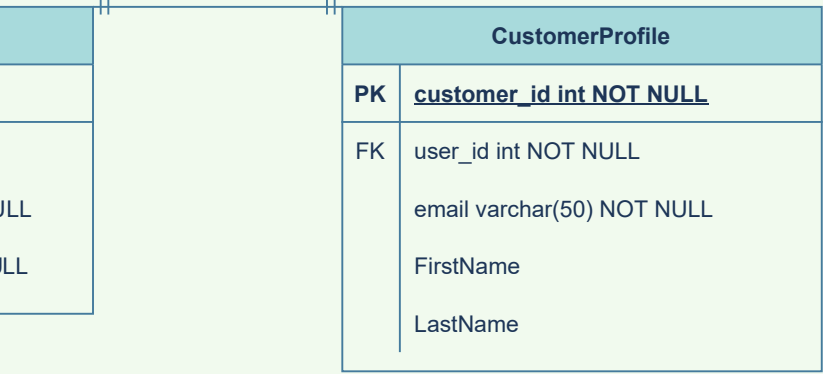 CustomerProfile
PK customer_id int NOT NULL
FK user_id int NOT NULL
email varchar(50) NOT NULL
FirstName
LastName